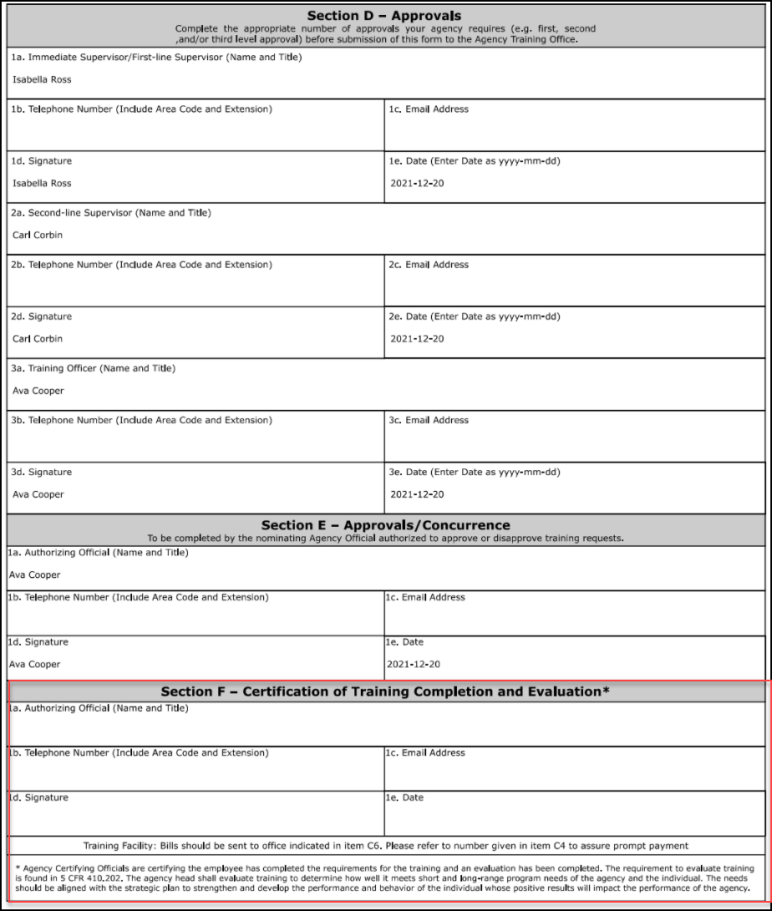 Section D – Approvals
Complete the appropriate number of approvals your agency requires (e.g. first, second
,and/or third level approval) before submission of this form to the Agency Training Office.
1a. Immediate Supervisor/First-line Supervisor (Name and Title)
Isabella Ross
1b. Telephone Number (Include Area Code and Extension)
1c. Email Address
1d. Signature
1e. Date (Enter Date as yyyy-mm-dd)
Isabella Ross
2021-12-20
2a. Second-line Supervisor (Name and Title)
Carl Corbin
2b. Telephone Number (Include Area Code and Extension)
2c. Email Address
2d. Signature
2e. Date (Enter Date as yyyy-mm-dd)
Carl Corbin
2021-12-20
3a. Training Officer (Name and Title)
Ava Cooper
3b. Telephone Number (Include Area Code and Extension)
3c. Email Address
3d. Signature
3e. Date (Enter Date as yyyy-mm-dd)
Ava Cooper
2021-12-20
Section E – Approvals/Concurrence
To be completed by the nominating Agency Official authorized to approve or disapprove training requests.
1a. Authorizing Official (Name and Title)
Ava Cooper
1b. Telephone Number (Include Area Code and Extension)
1c. Email Address
1d. Signature
1e. Date
Ava Cooper
2021-12-20
Section F – Certification of Training Completion and Evaluation*
1a. Authorizing Official (Name and Title)
1b. Telephone Number (Include Area Code and Extension)
1c. Email Address
1d. Signature
1e. Date
Training Facility: Bills should be sent to office indicated in item C6. Please refer to number given in item C4 to assure prompt payment
* Agency Certifying Officials are certifying the employee has completed the requirements for the training and an evaluation has been completed. The requirement to evaluate training
is found in 5 CFR 410.202. The agency head shall evaluate training to determine how well it meets short and long-range program needs of the agency and the individual. The needs
should be aligned with the strategic plan to strengthen and develop the performance and behavior of the individual whose positive results will impact the performance of the agency.